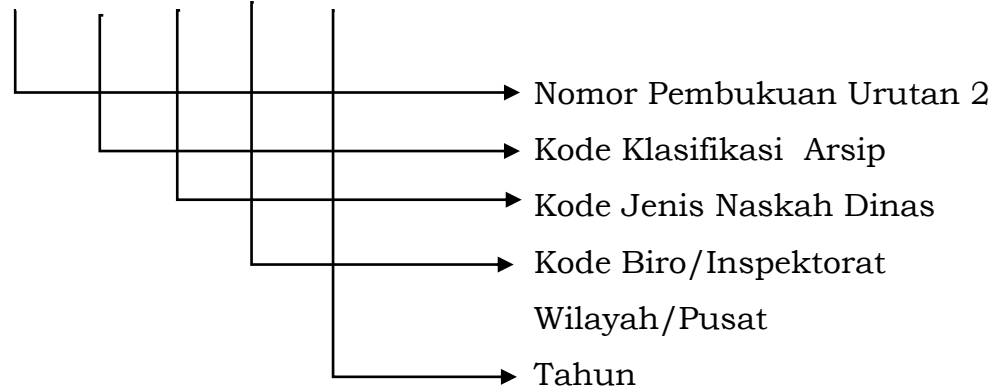 Nomor Pembukuan Urutan 2
Kode Klasifikasi Arsip
Kode Jenis Naskah Dinas
Kode Biro/Inspektorat
Wilayah/Pusat
Tahun